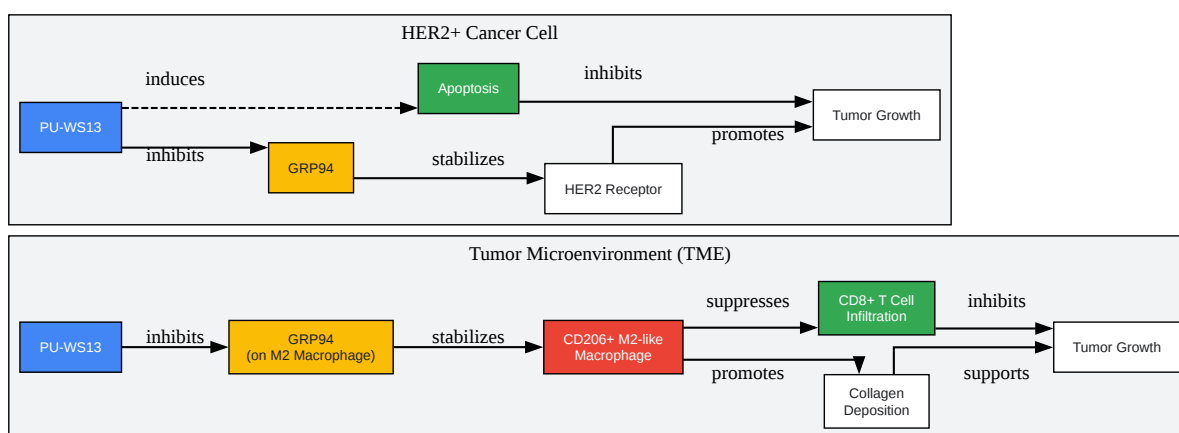 HER2+ Cancer Cell
induces
Apoptosis
inhibits
PU-WS13
inhibits
GRP94
stabilizes
HER2 Receptor
promotes
Tumor Growth
Tumor Microenvironment (TME)
PU-WS13
inhibits
GRP94
(on M2 Macrophage)
stabilizes
CD206+ M2-like
Macrophage
suppresses
CD8+ T Cell
Infiltration
inhibits
promotes
Collagen
Deposition
supports
Tumor Growth